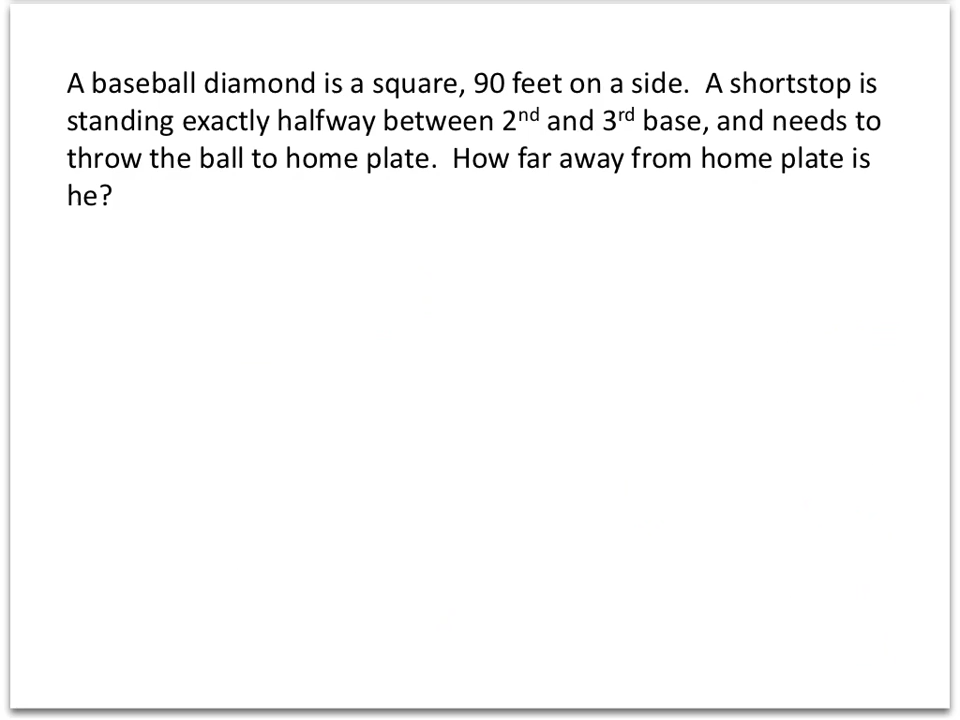 A baseball diamond is a square, 90 feet on a side.  A shortstop is
standing exactly halfway between 2nd and 3rd base, and needs to
throw the ball to home plate.  How far away from home plate is
he?